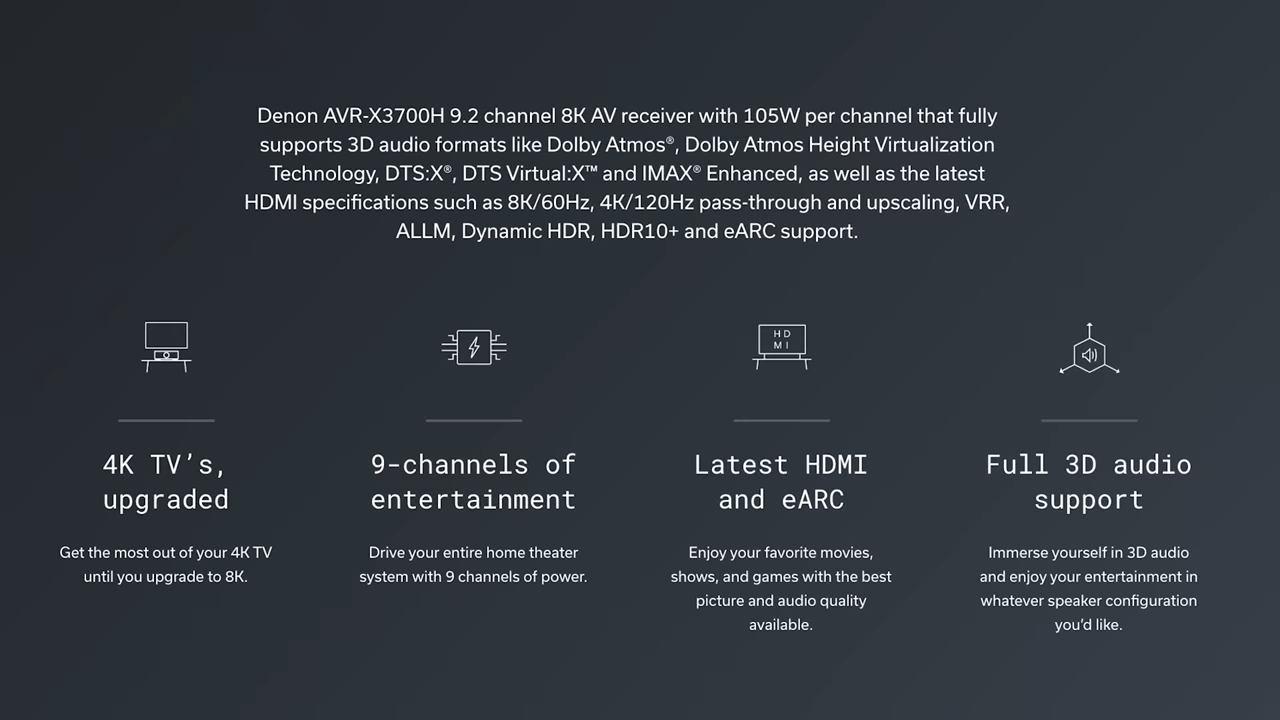 Denon AVR-X3700H 9.2 channel 8K AV receiver with 105W per channel that fully
supports 3D audio formats like Dolby Atmos®, Dolby Atmos Height Virtualization
Technology, DTS:X®, DTS Virtual:X™ and IMAX® Enhanced, as well as the latest
HDMI specifications such as 8K/60Hz, 4K/120Hz pass-through and upscaling, VRR,
ALLM, Dynamic HDR, HDR10+ and eARC support.
HD
MI
4K TV’s,
upgraded
Get the most out of your 4K TV
until you upgrade to 8K.
9-channels of
entertainment
Drive your entire home theater
system with 9 channels of power.
Latest HDMI
and eARC
Enjoy your favorite movies,
shows, and games with the best
picture and audio quality
available.
Full 3D audio
support
Immerse yourself in 3D audio
and enjoy your entertainment in
whatever speaker configuration
you’d like.